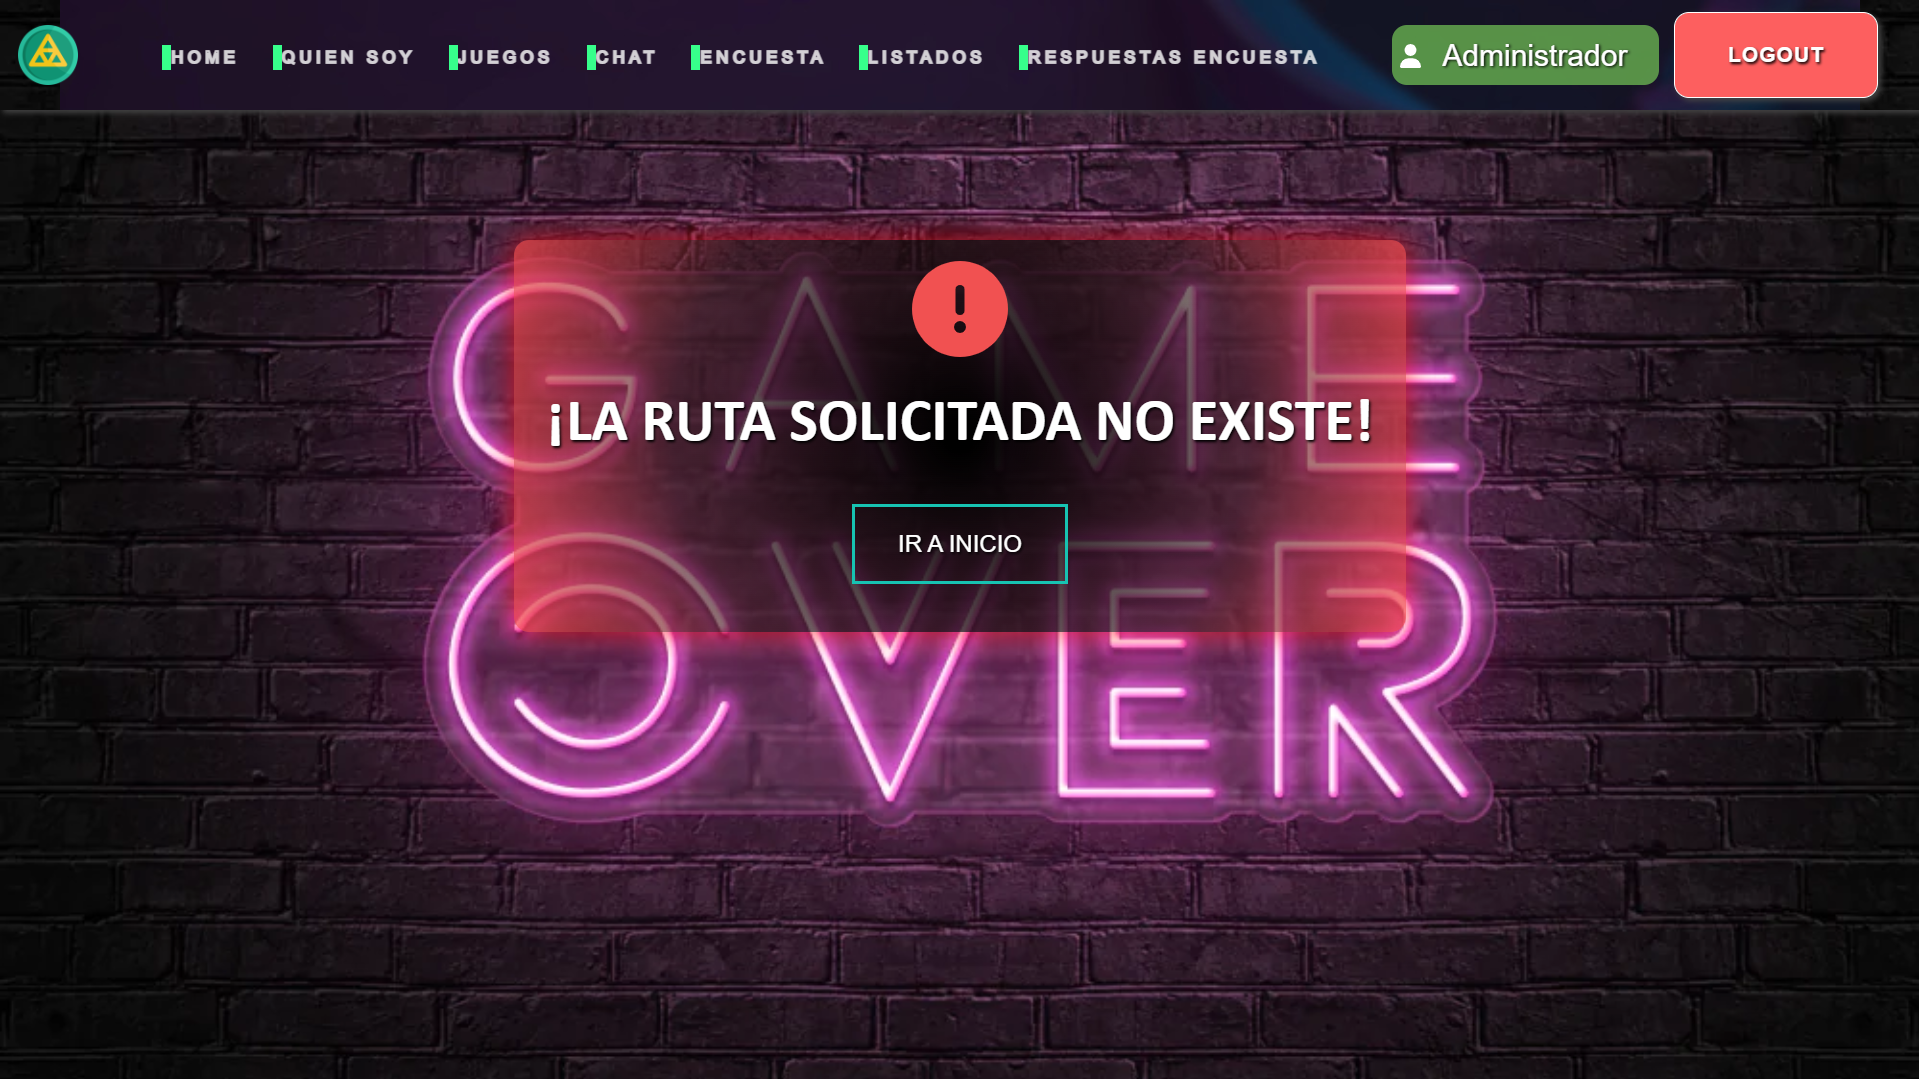 HOME QUIEN SOY JUEGOS CHAT ENCUESTA LISTADOS RESPUESTAS ENCUESTA Administrador LOGOUT
¡LA RUTA SOLICITADA NO EXISTE!
IR A INICIO
GAME
OVER